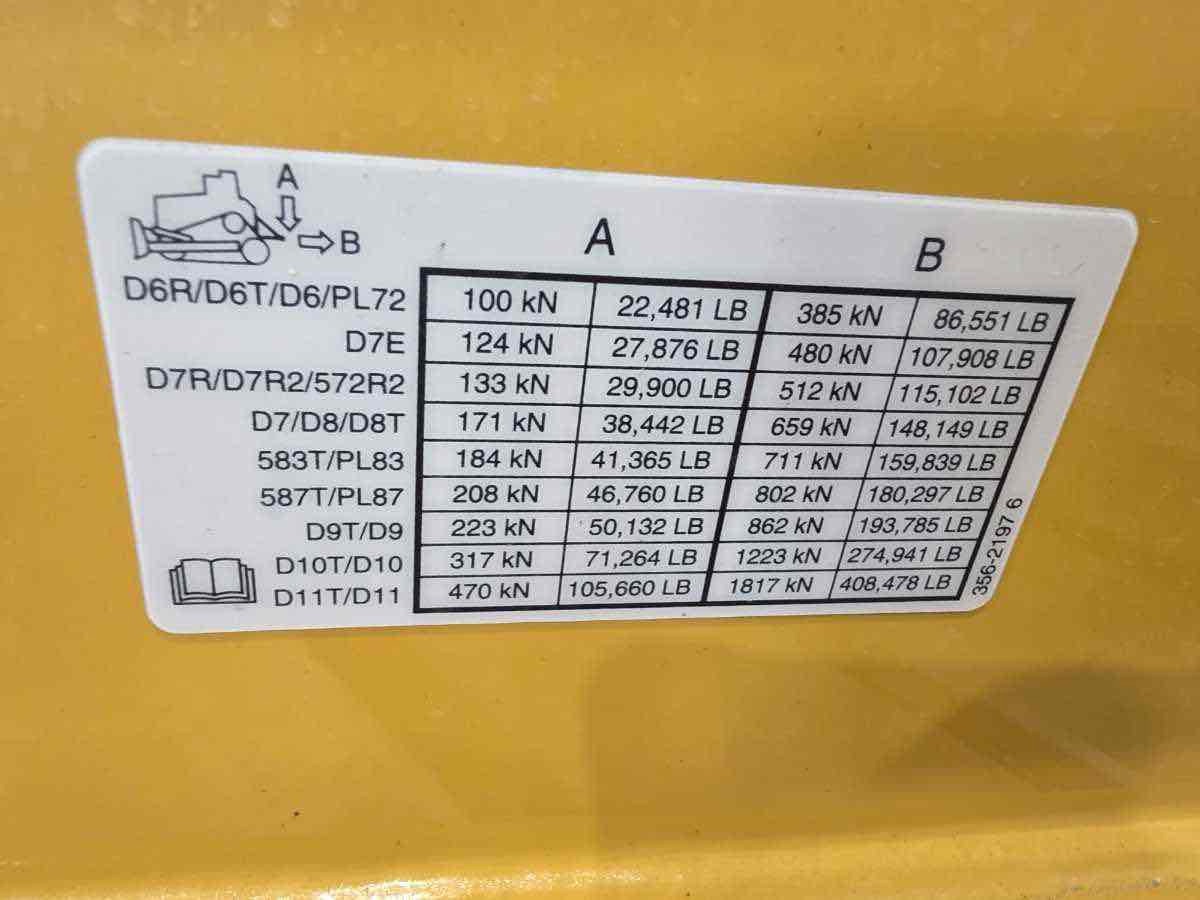 A
B
A B
D6R/D6T/D6/PL72 100 kN 22,481 LB 385 kN 86,551 LB
D7E 124 kN 27,876 LB 480 kN 107,908 LB
D7R/D7R2/572R2 133 kN 29,900 LB 512 kN 115,102 LB
D7/D8/D8T 171 kN 38,442 LB 659 kN 148,149 LB
583T/PL83 184 kN 41,365 LB 711 kN 159,839 LB
587T/PL87 208 kN 46,760 LB 802 kN 180,297 LB
D9T/D9 223 kN 50,132 LB 862 kN 193,785 LB
D10T/D10 317 kN 71,264 LB 1223 kN 274,941 LB
D11T/D11 470 kN 105,660 LB 1817 kN 408,478 LB
356-2197 6